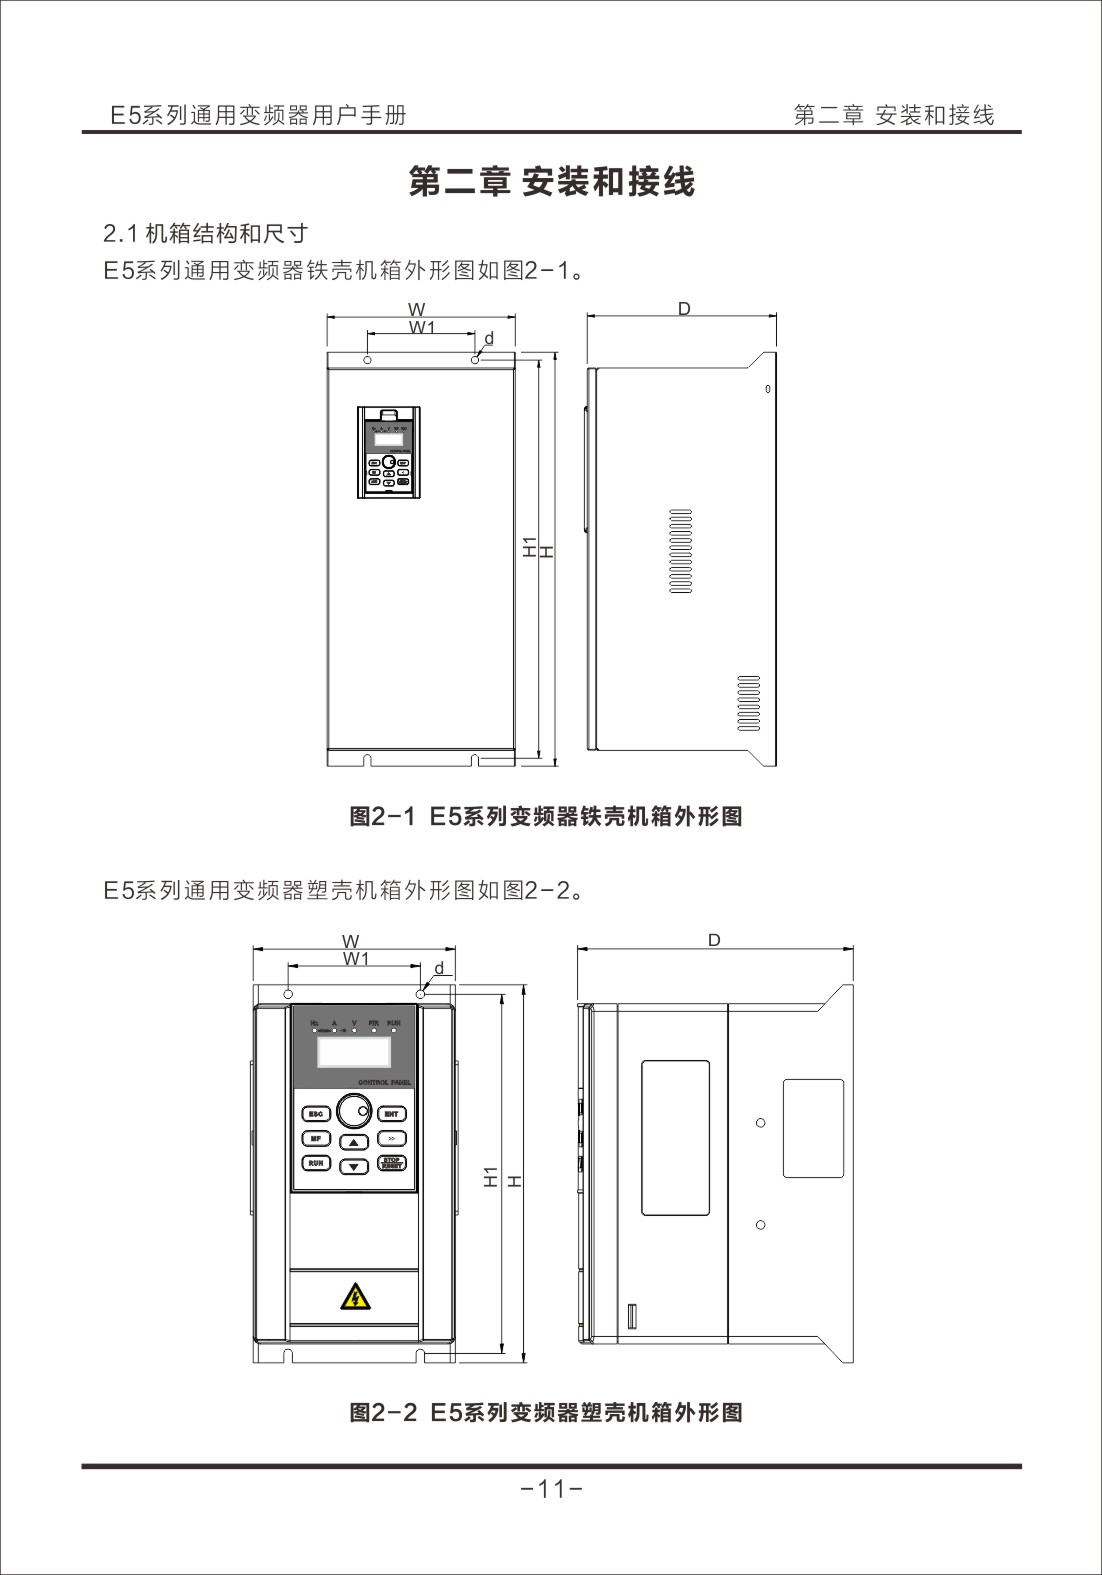 E5系列通用变频器用户手册 第二章 安装和接线
第二章 安装和接线
2.1 机箱结构和尺寸
E5系列通用变频器铁壳机箱外形图如图2-1。
W
W1
d
D
H1
H
图2-1 E5系列变频器铁壳机箱外形图
E5系列通用变频器塑壳机箱外形图如图2-2。
W
W1
d
D
Hz A V F/R RUN
CONTROL PANEL
ESC ENT
MF >>
RUN STOP
RESET
H1
H
图2-2 E5系列变频器塑壳机箱外形图
-11-